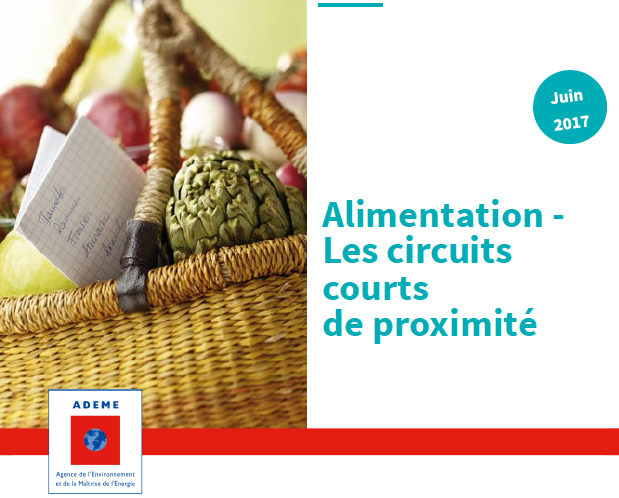 Juin
2017
Alimentation -
Les circuits
courts
de proximité
ADEME
Agence de l'Environnement
et de la Maîtrise de l'Energie